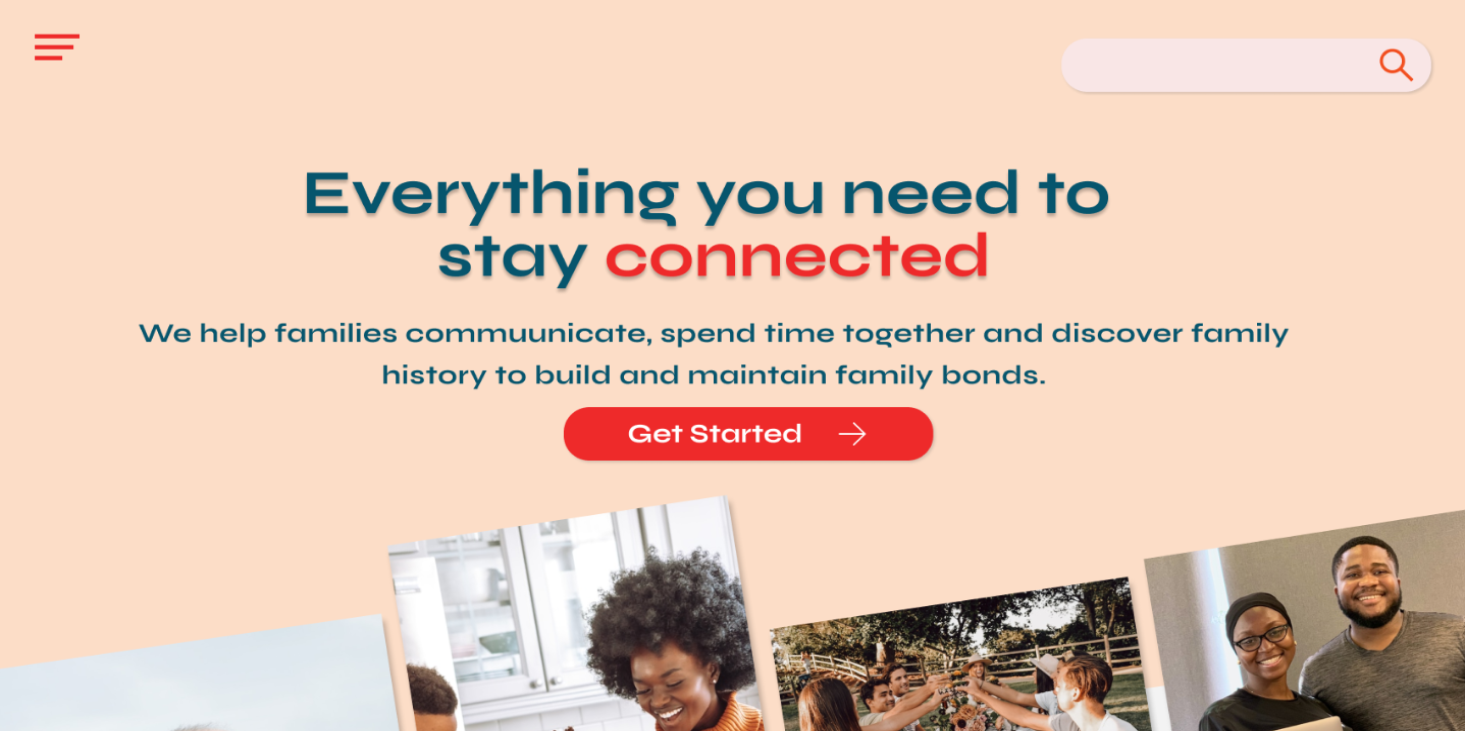 Everything you need to
stay connected
We help families commuunicate, spend time together and discover family
history to build and maintain family bonds.
Get Started